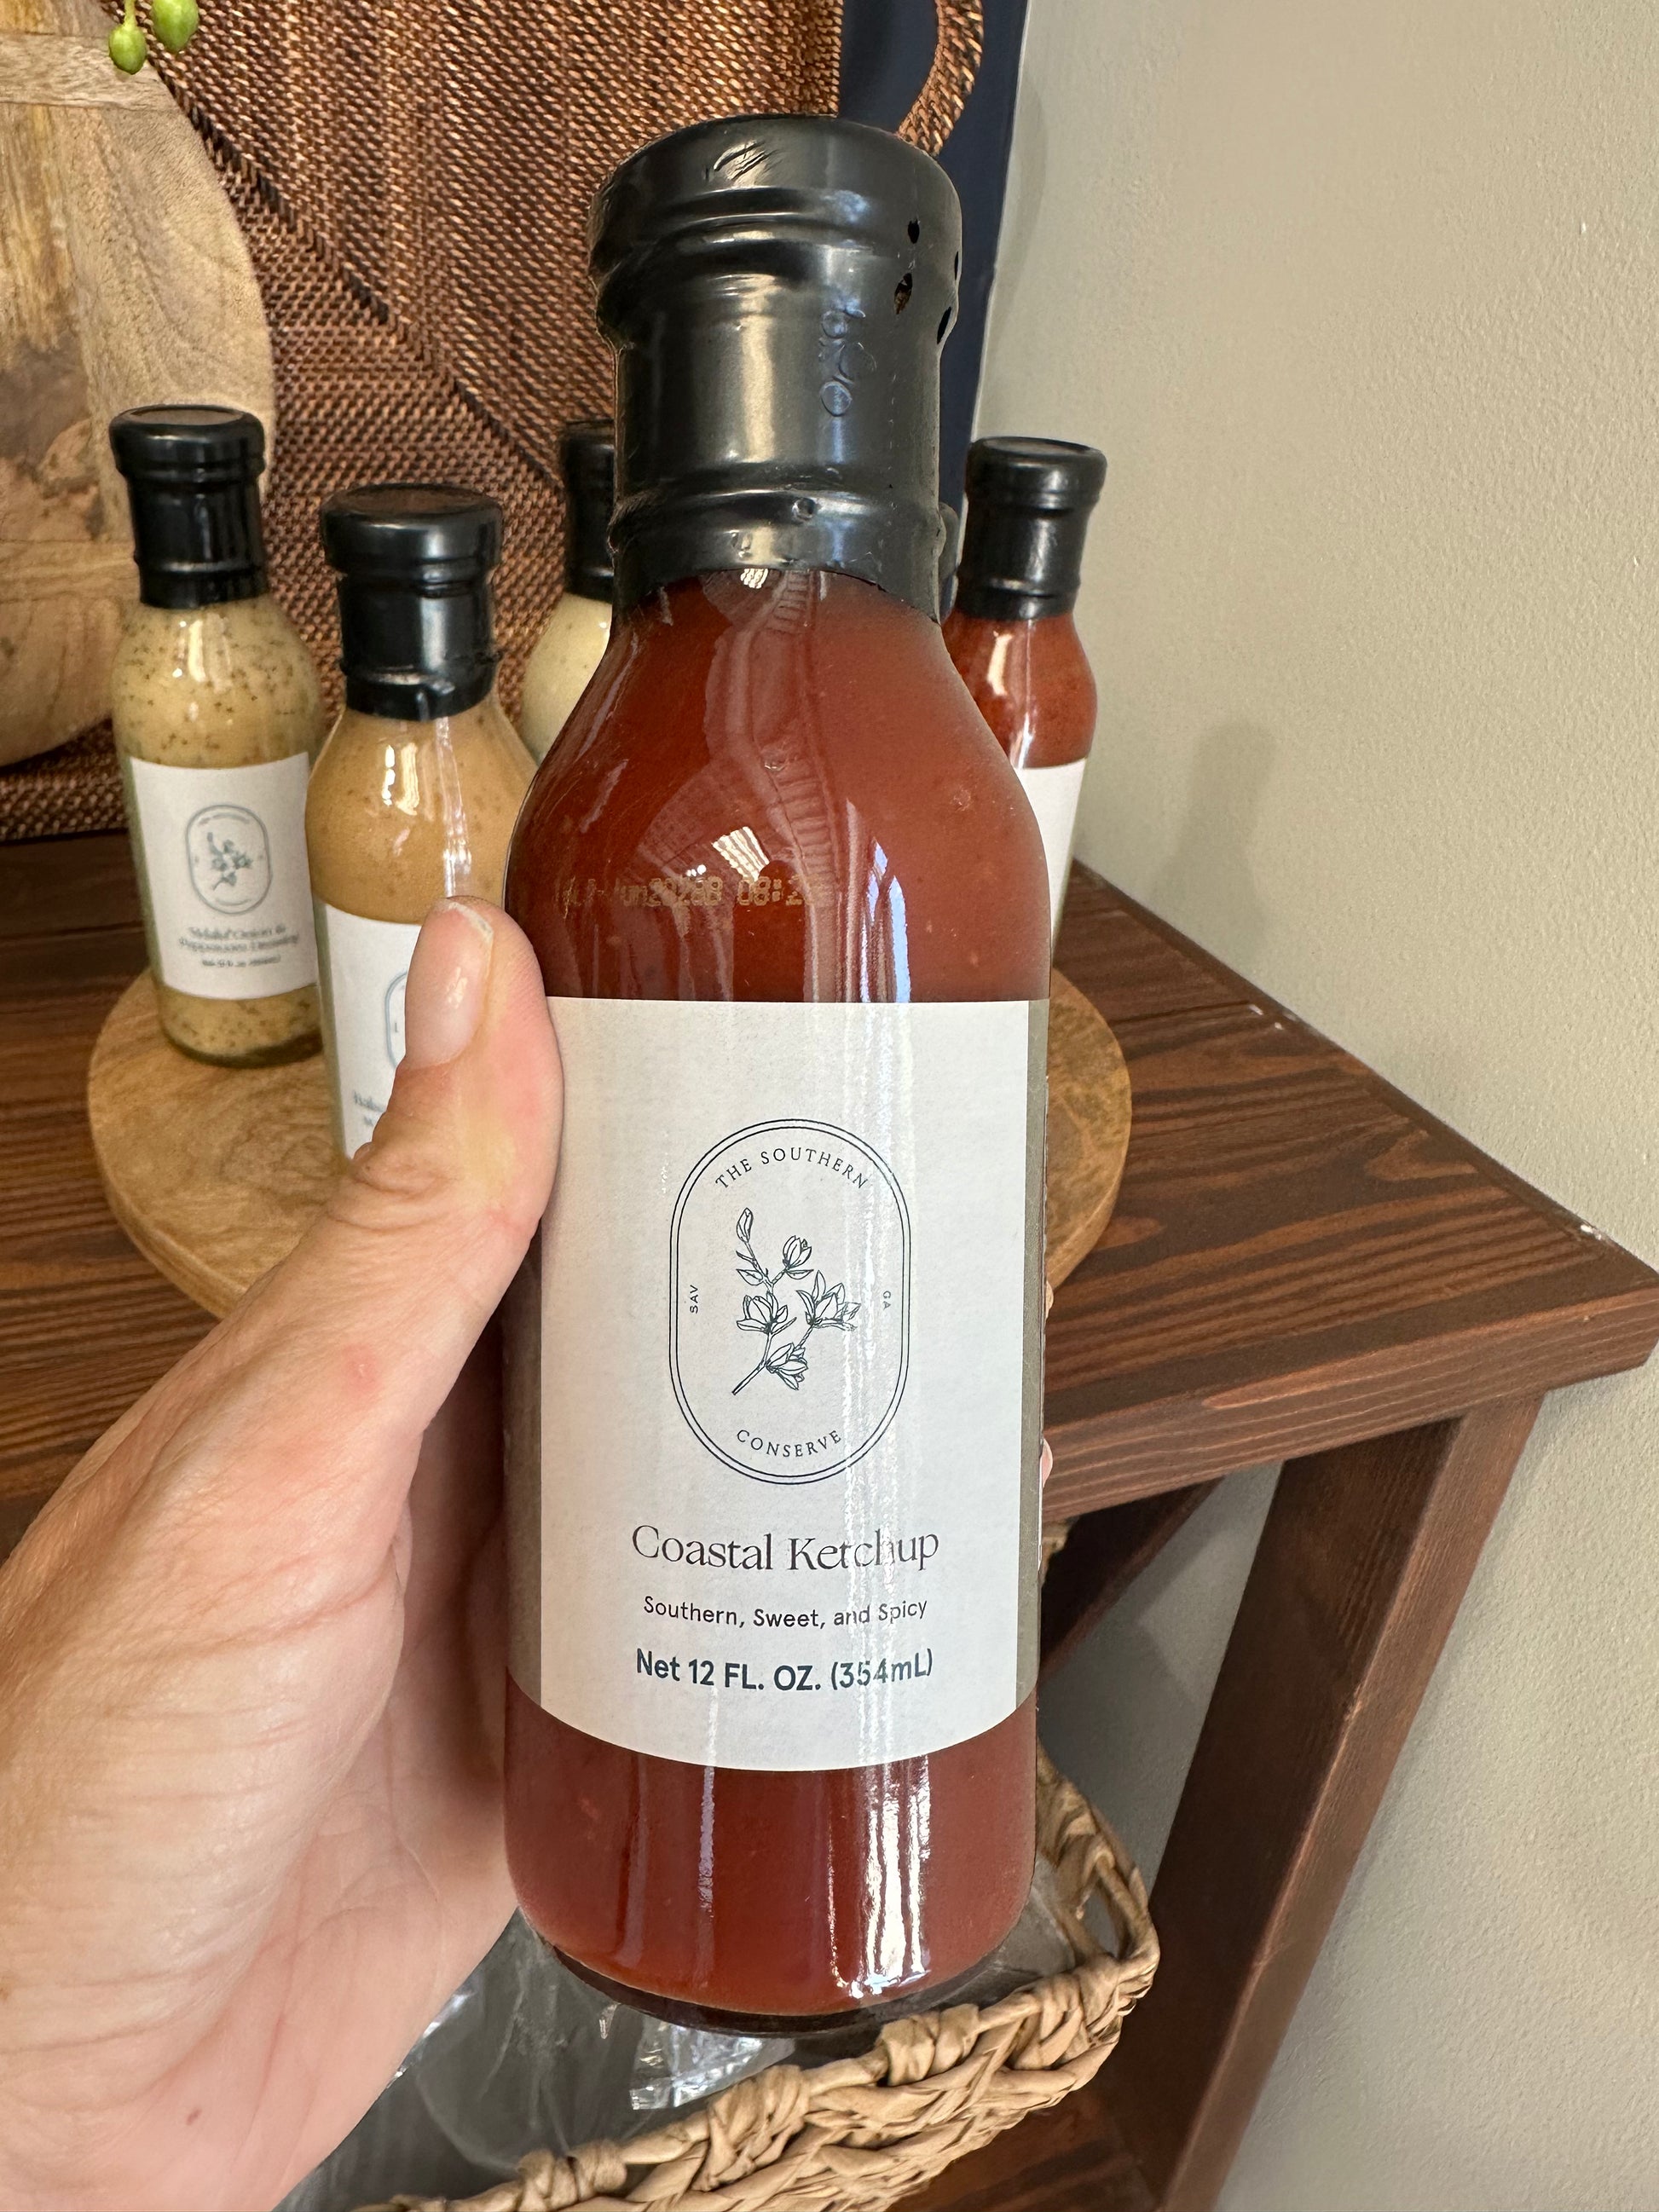 THE SOUTHERN
SAV
GA
CONSERVE
Coastal Ketchup
Southern, Sweet, and Spicy
Net 12 FL. OZ. (354mL)